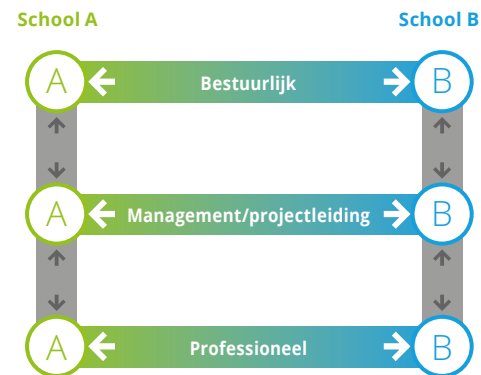 School A
School B
A
Bestuurlijk
B
A
Management/projectleiding
B
A
Professioneel
B